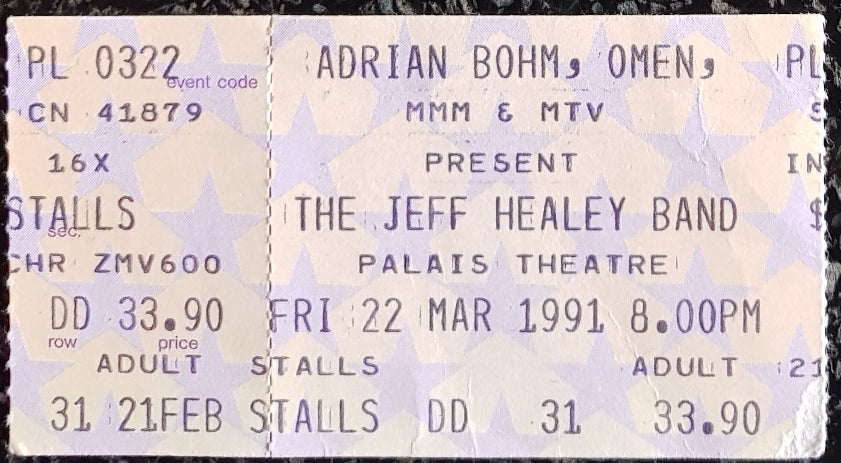 PL 0322 ADRIAN BOHM, OMEN, PL
event code
CN 41879 MMM & MTV S
16X PRESENT IN
STALLS THE JEFF HEALEY BAND $
sec.
CHR ZMV600 PALAIS THEATRE
DD 33.90 FRI 22 MAR 1991 8.00PM
row price
ADULT STALLS ADULT 21
31 21FEB STALLS DD 31 33.90